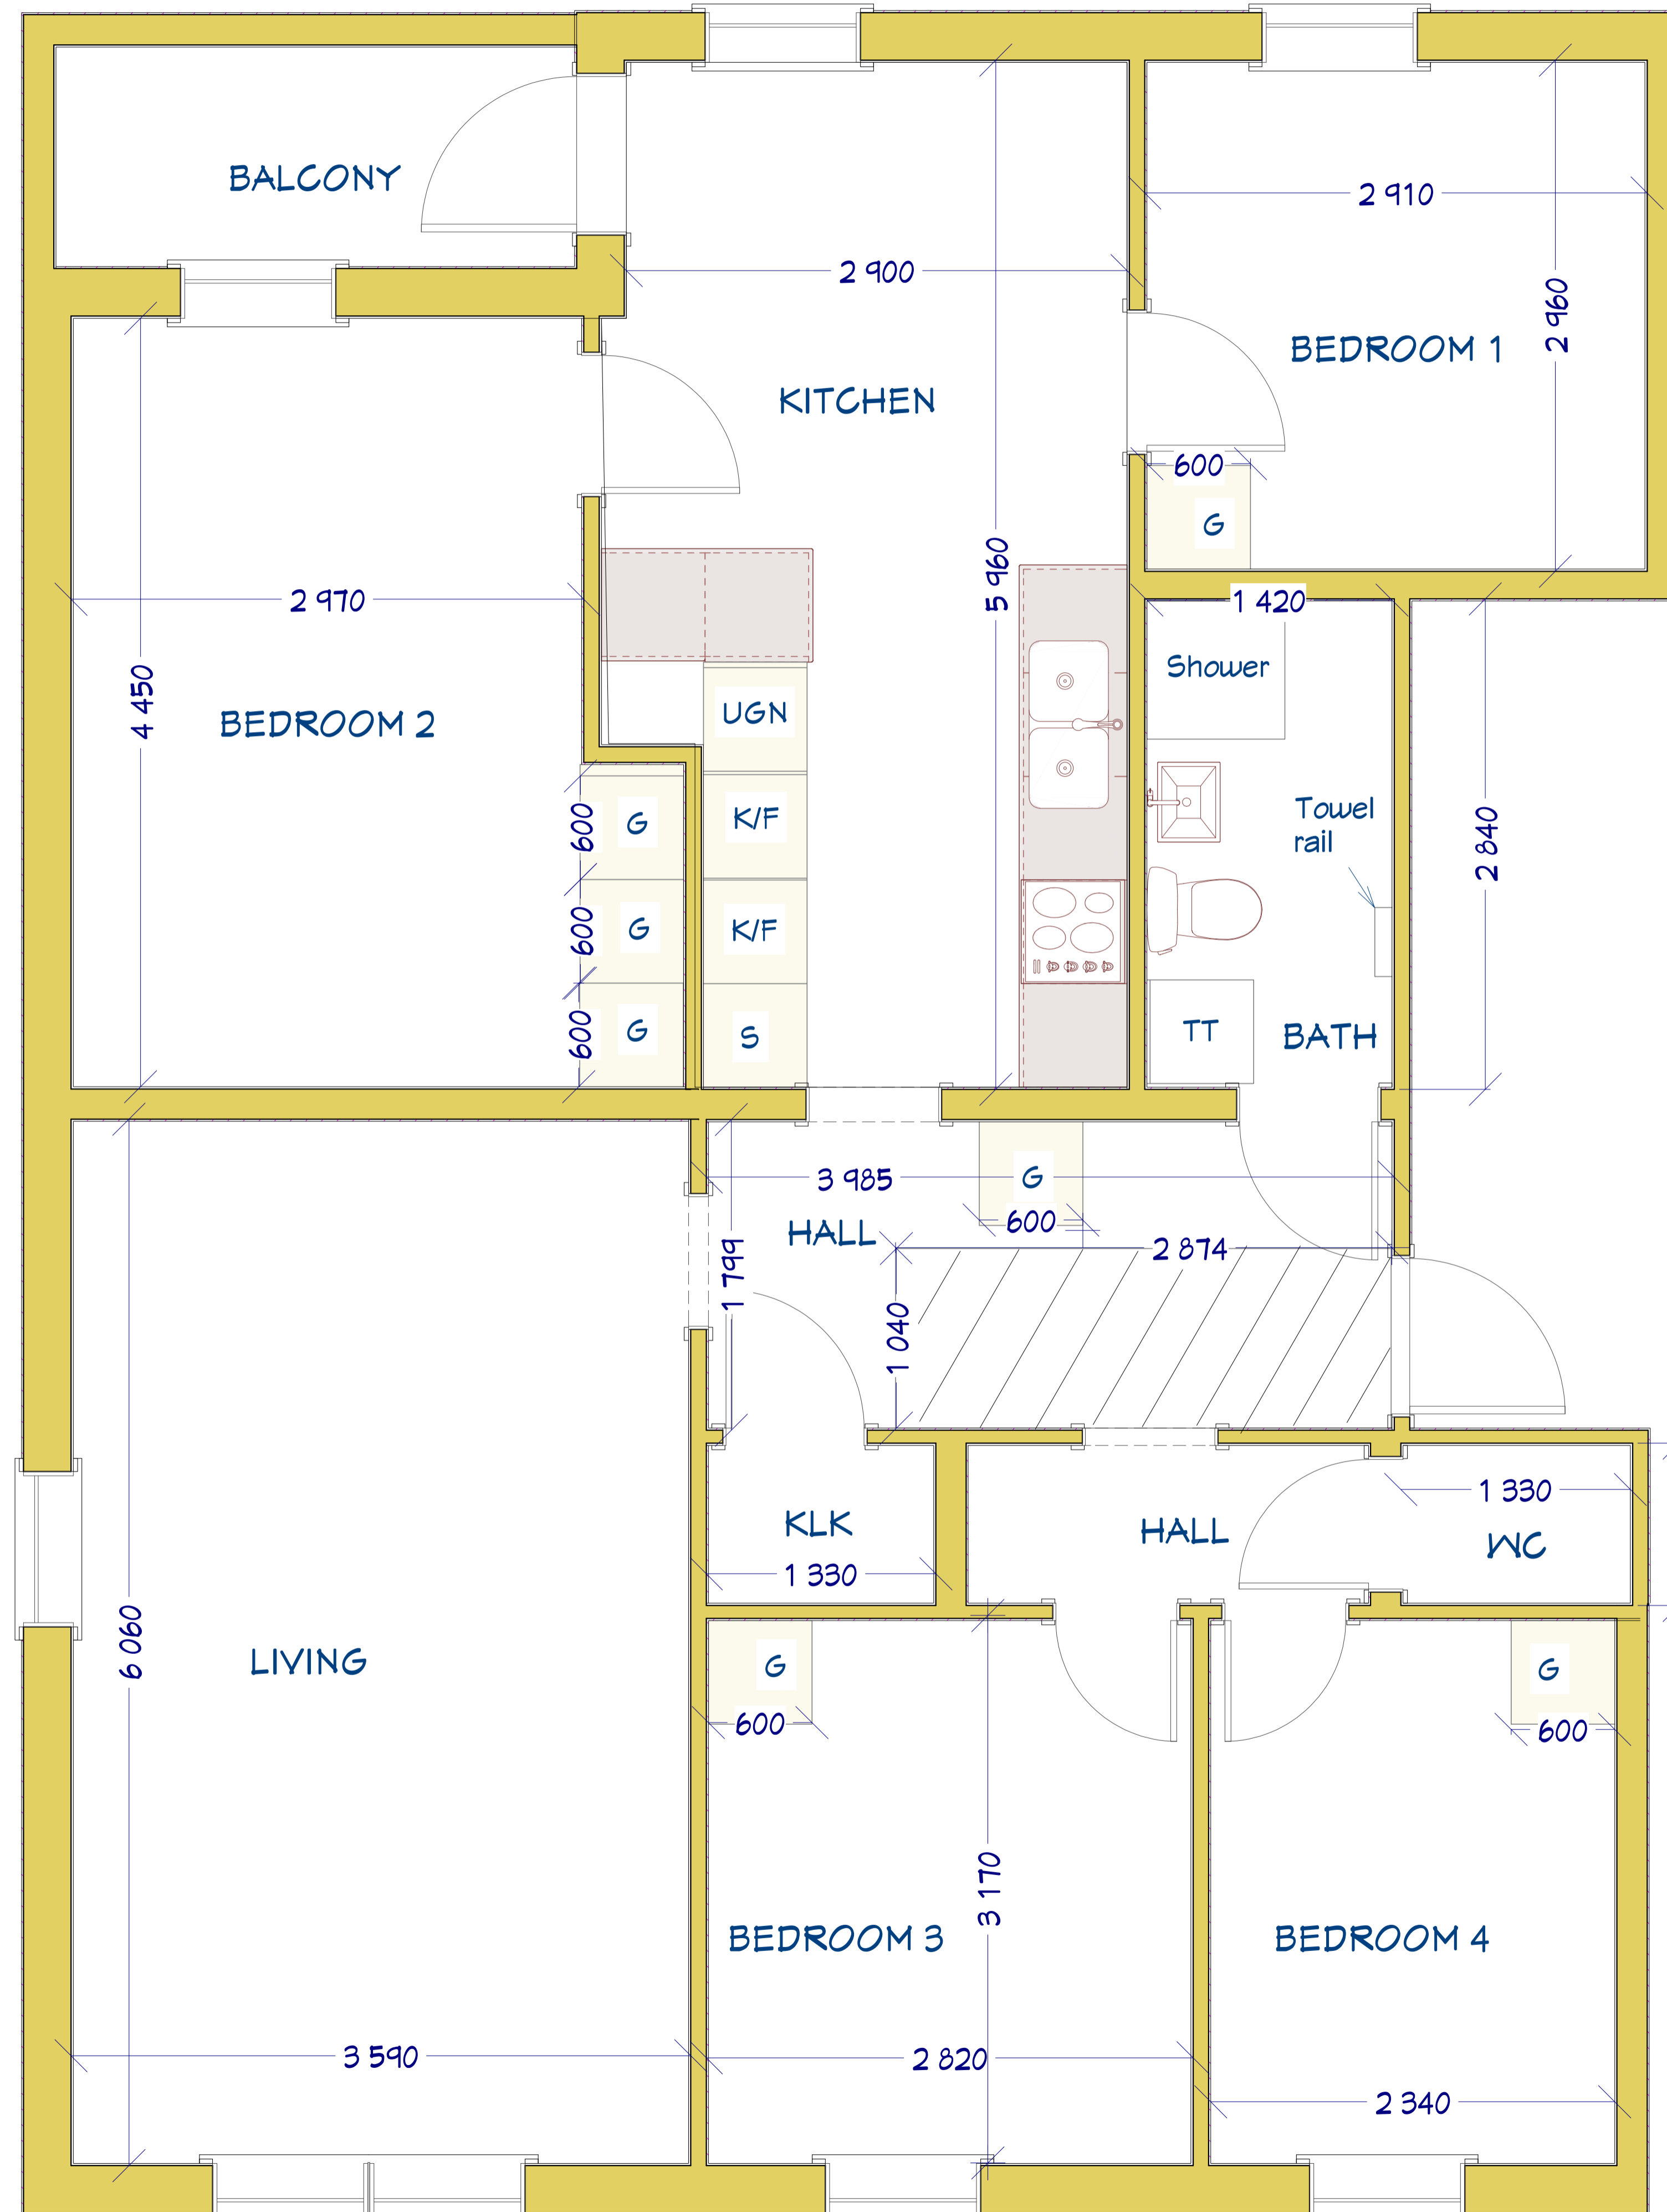 BALCONY
2 910
2 900
2 960
BEDROOM 1
KITCHEN
600
G
5 960
2 970
1 420
Shower
4 450
BEDROOM 2
UGN
Towel
rail
2 840
600
G
K/F
600
G
K/F
600
G
S
TT
BATH
3 985
G
600
HALL
1 799
2 874
1 040
1 330
KLK
HALL
WC
1 330
6 060
LIVING
G
600
G
600
3 170
BEDROOM 3
BEDROOM 4
3 590
2 820
2 340